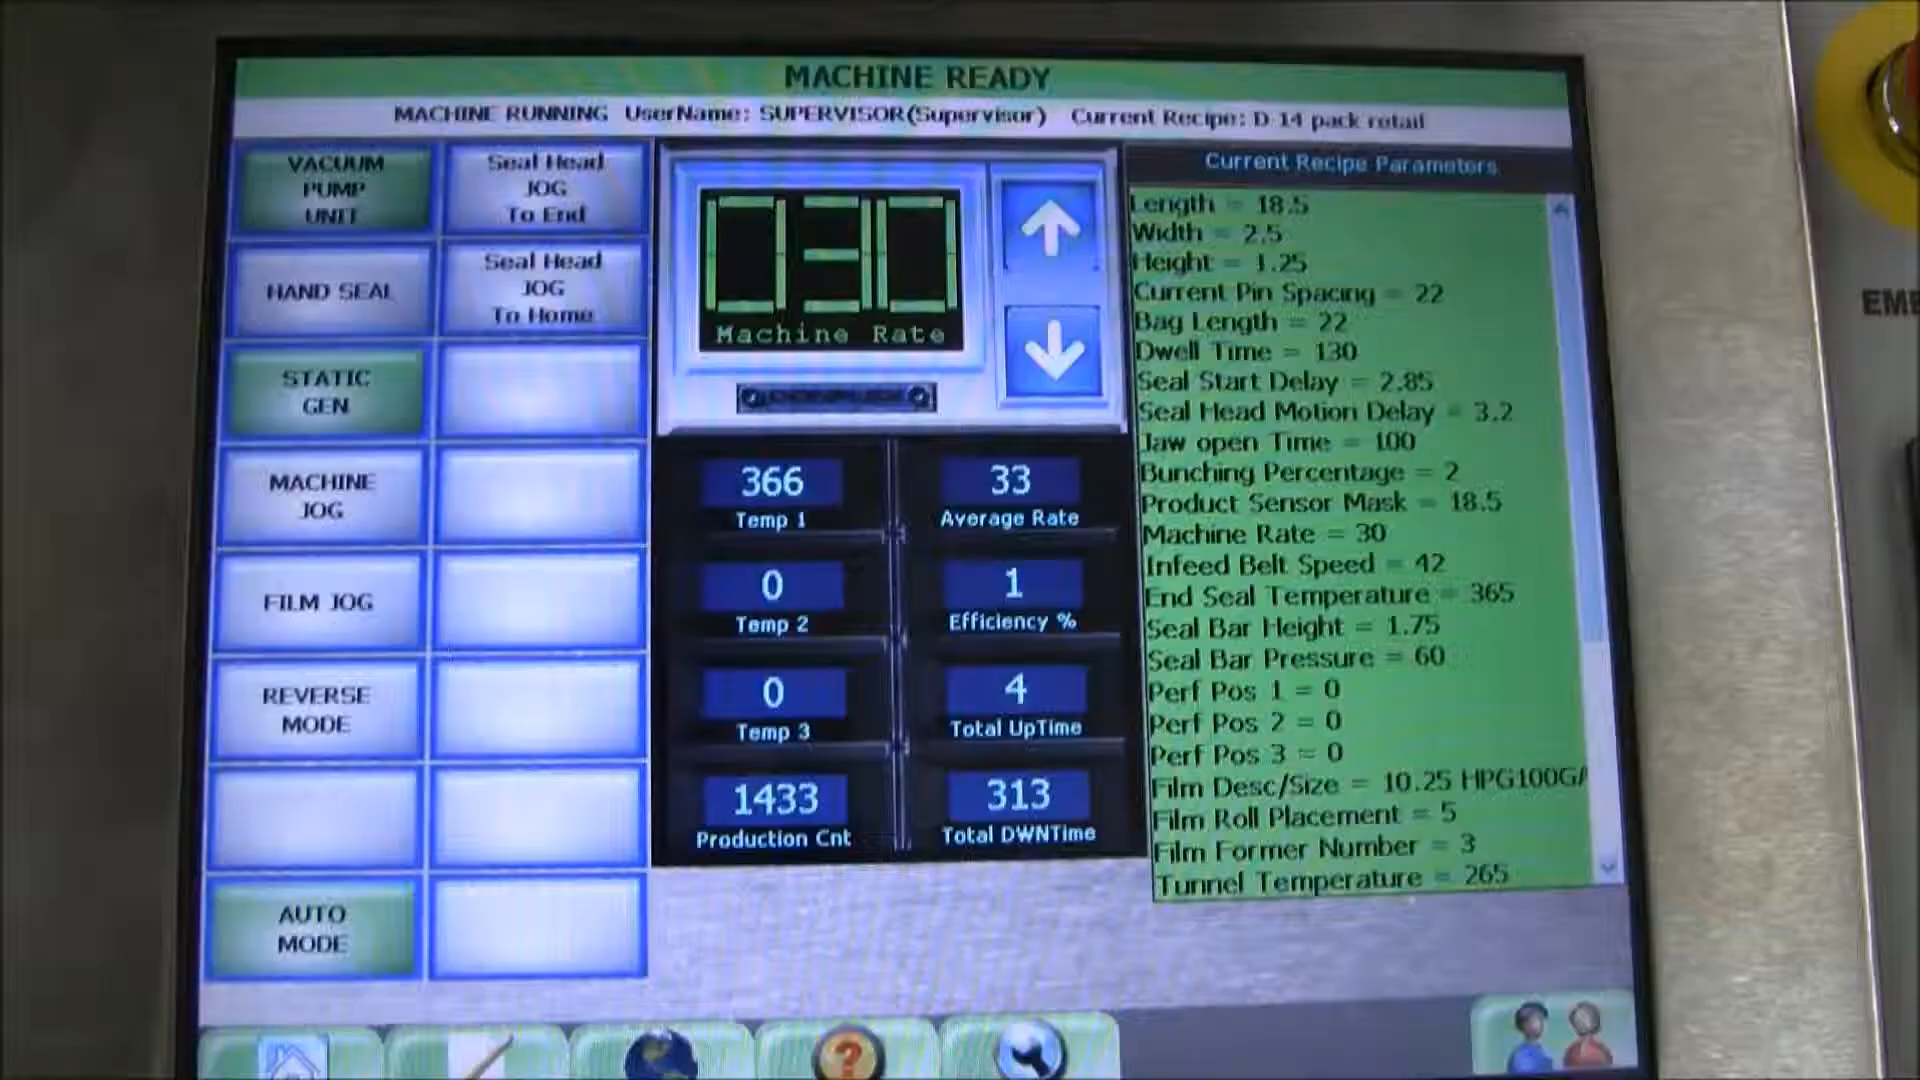 MACHINE READY
MACHINE RUNNING UserName: SUPERVISOR(Supervisor) Current Recipe: D 14 pack retail
VACUUM
PUMP
UNIT
Seal Head
JOG
To End
HAND SEAL
Seal Head
JOG
To Home
STATIC
GEN
MACHINE
JOG
FILM JOG
REVERSE
MODE
AUTO
MODE
030
Machine Rate
366
Temp 1
33
Average Rate
0
Temp 2
1
Efficiency %
0
Temp 3
4
Total UpTime
1433
Production Cnt
313
Total DWNTime
Current Recipe Parameters
Length = 18.5
Width = 2.5
Height = 1.25
Current Pin Spacing = 22
Bag Length = 22
Dwell Time = 130
Seal Start Delay = 2.85
Seal Head Motion Delay = 3.2
Jaw open Time = 100
Bunching Percentage = 2
Product Sensor Mask = 18.5
Machine Rate = 30
Infeed Belt Speed = 42
End Seal Temperature = 365
Seal Bar Height = 1.75
Seal Bar Pressure = 60
Perf Pos 1 = 0
Perf Pos 2 = 0
Perf Pos 3 = 0
Film Desc/Size = 10.25 HPG100GA
Film Roll Placement = 5
Film Former Number = 3
Tunnel Temperature = 265
?
EME